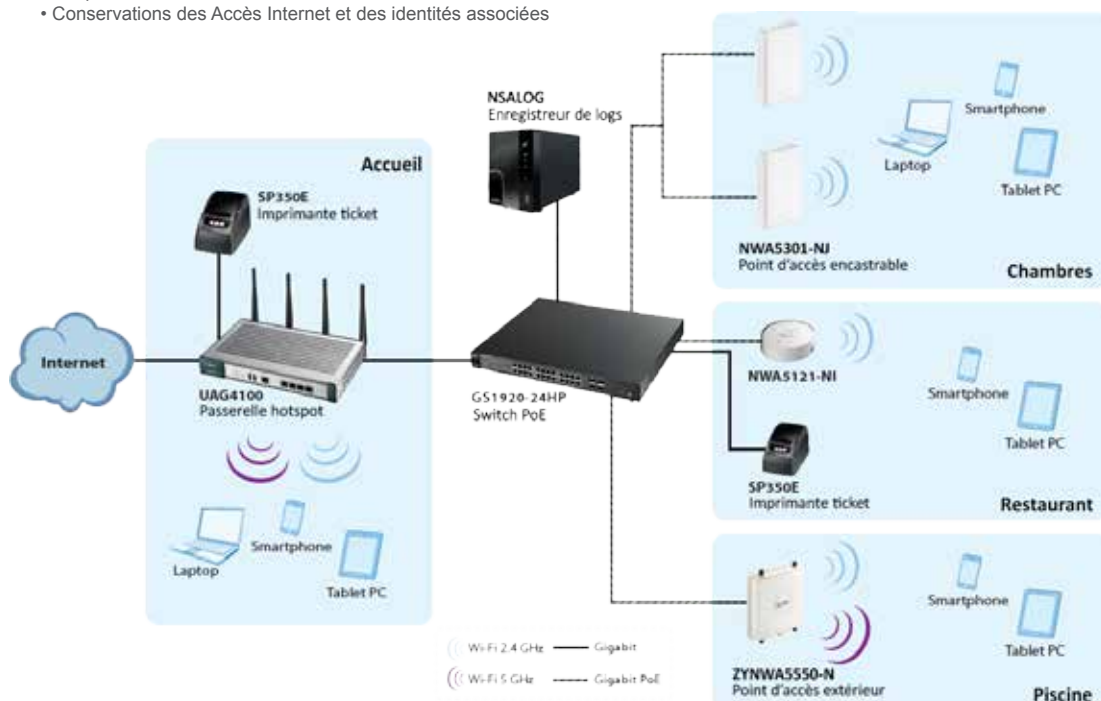 • Conservations des Accès Internet et des identités associées
NSALOG
Enregistreur de logs
Accueil
SP350E
Imprimante ticket
Internet
UAG4100
Passerelle hotspot
Laptop
Smartphone
Tablet PC
GS1920-24HP
Switch PoE
Smartphone
Laptop
Tablet PC
NWA5301-NJ
Point d'accès encastrable
Chambres
NWA5121-NI
Smartphone
Tablet PC
SP350E
Imprimante ticket
Restaurant
Smartphone
Tablet PC
ZYNWA5550-N
Point d'accès extérieur
Piscine
Wi-Fi 2.4 GHz
Gigabit
Wi-Fi 5 GHz
Gigabit PoE